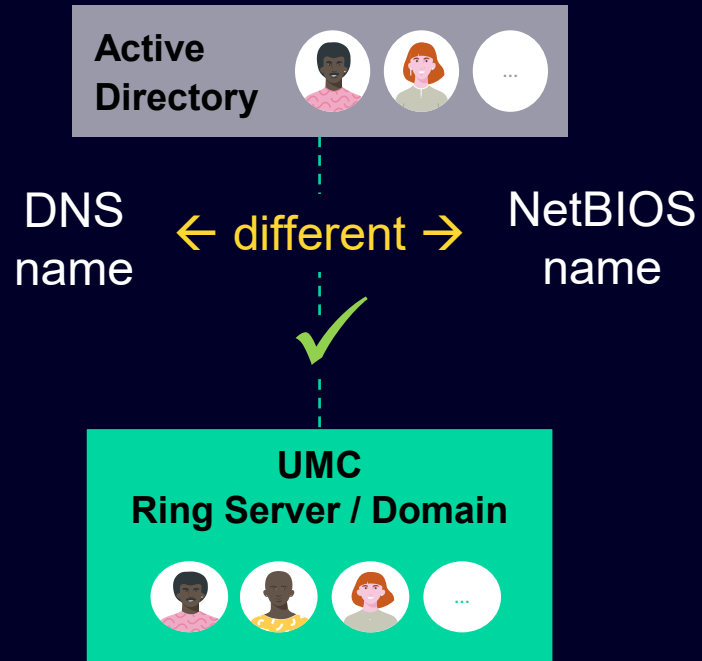 Active
Directory
...
DNS
name
← different →
NetBIOS
name
UMC
Ring Server / Domain
...